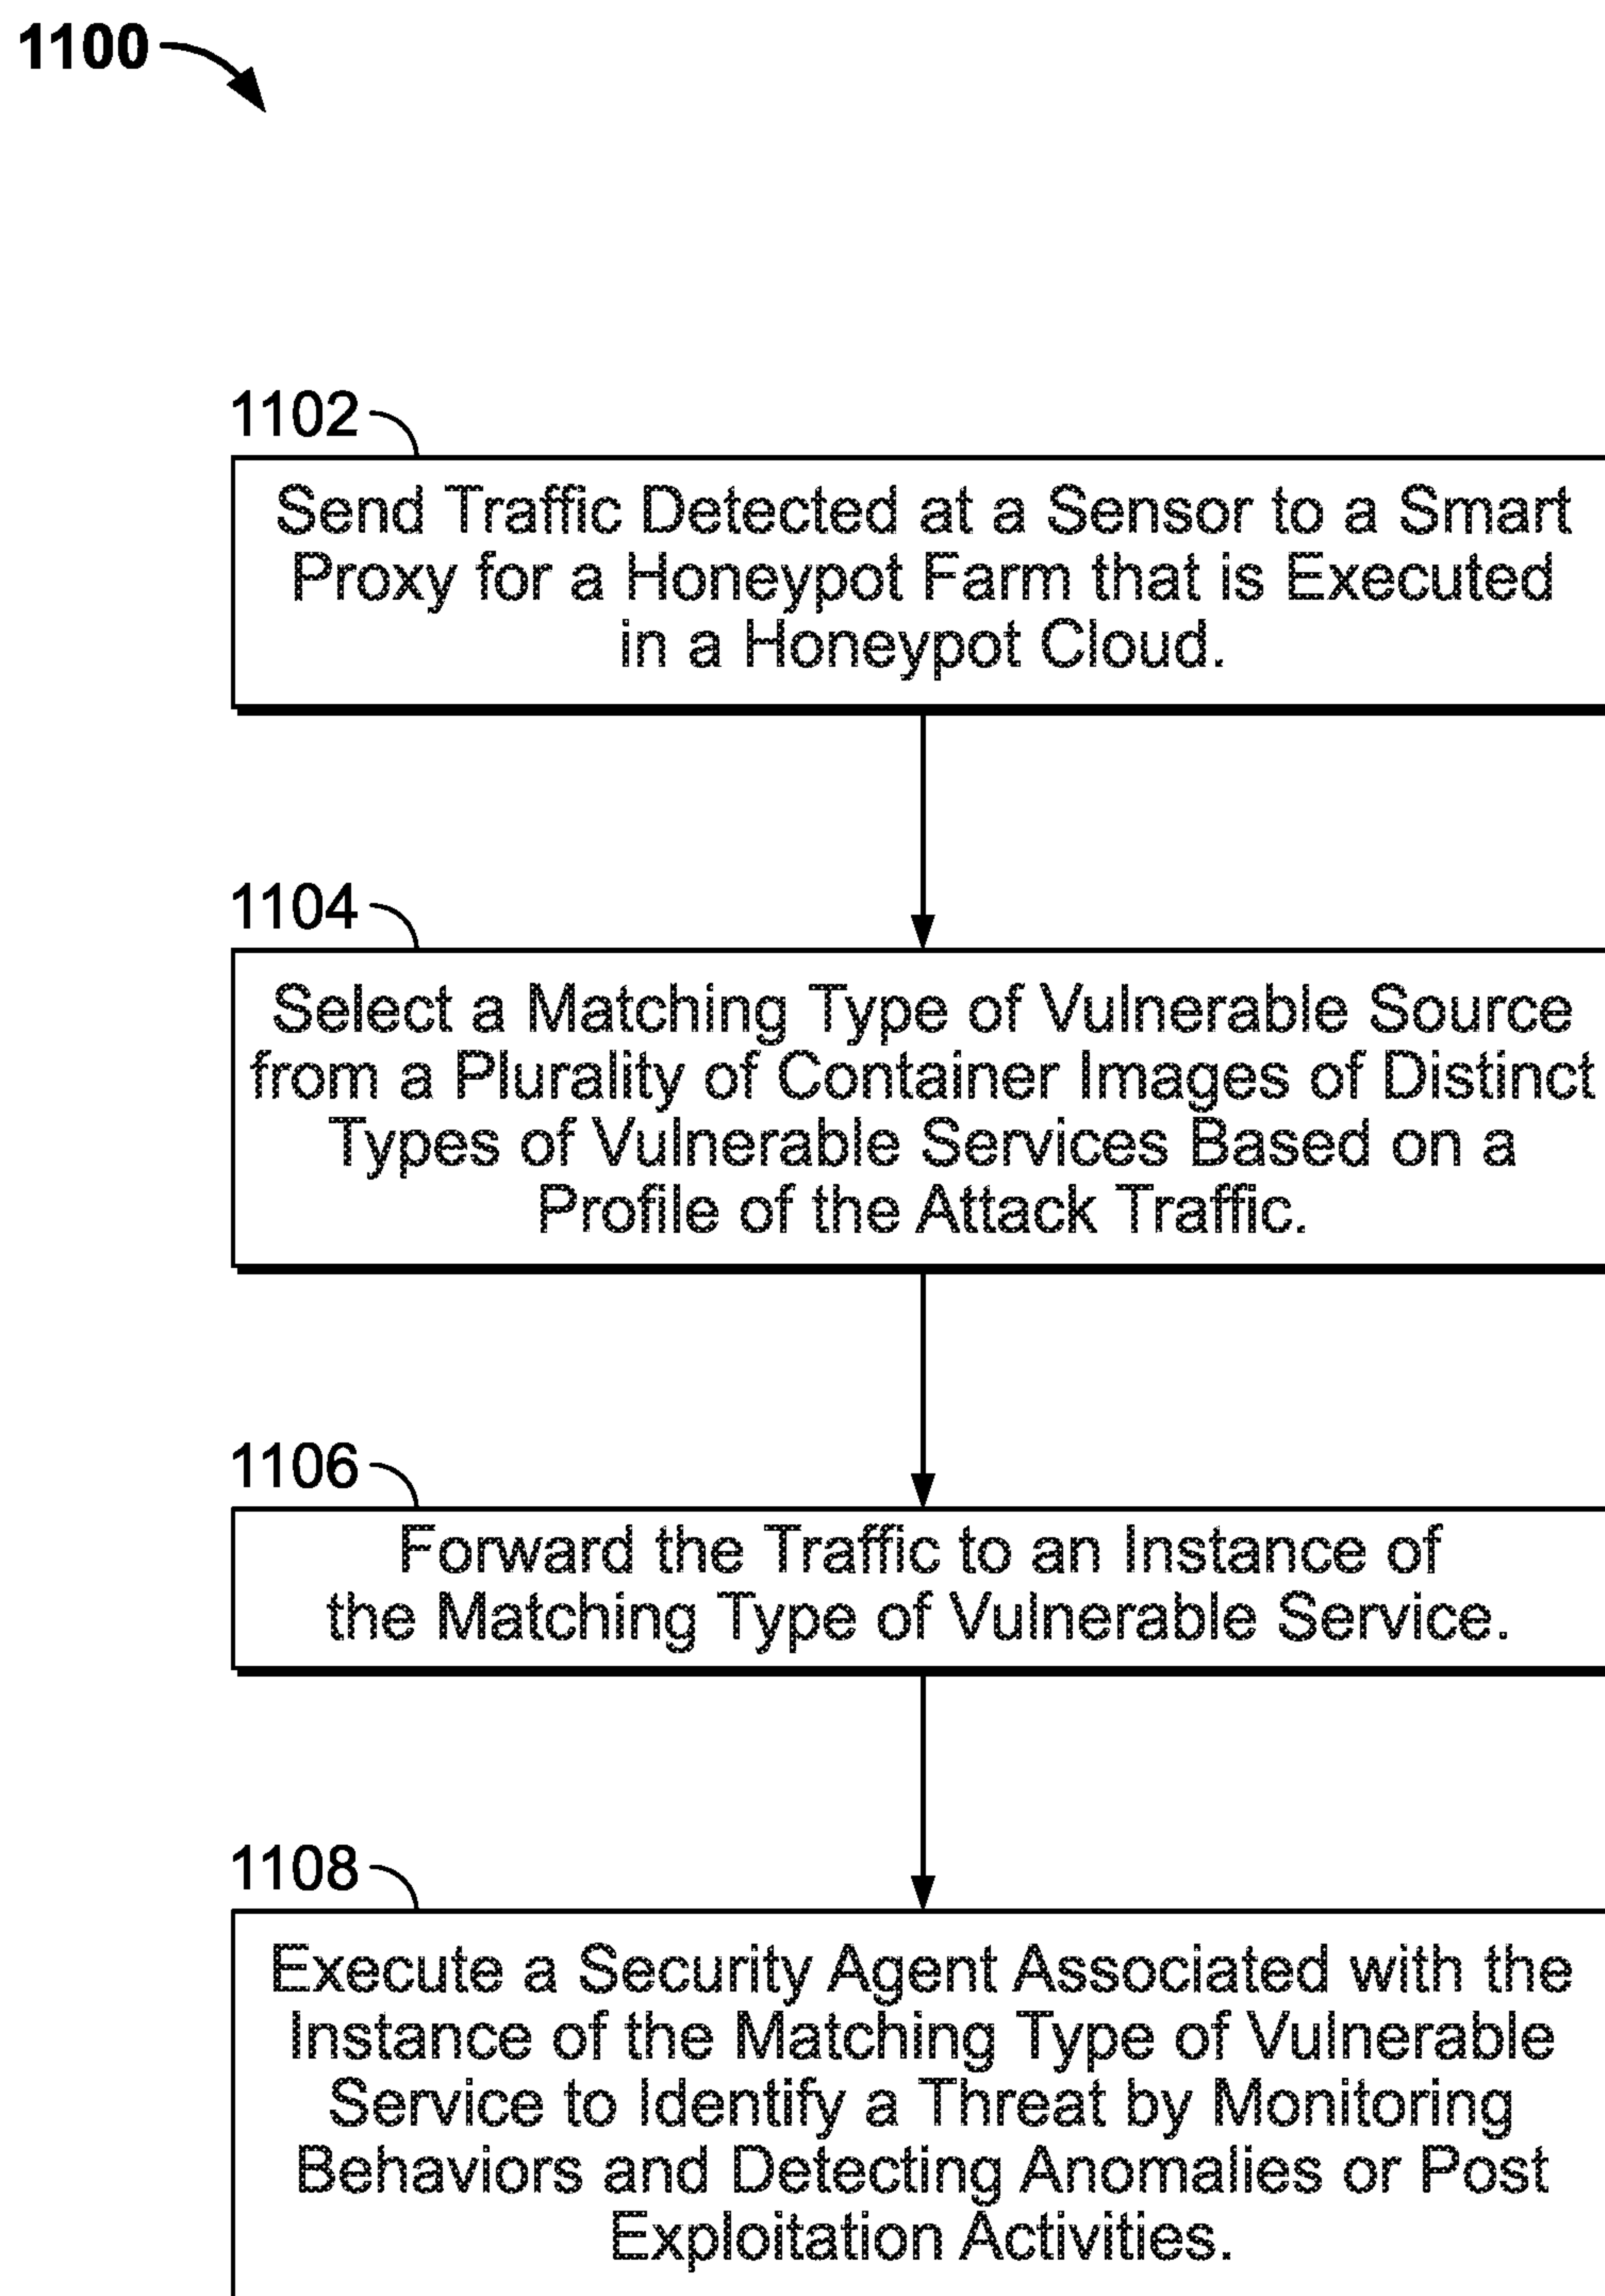 1100
1102
Send Traffic Detected at a Sensor to a Smart
Proxy for a Honeypot Farm that is Executed
in a Honeypot Cloud.
1104
Select a Matching Type of Vulnerable Source
from a Plurality of Container Images of Distinct
Types of Vulnerable Services Based on a
Profile of the Attack Traffic.
1106
Forward the Traffic to an Instance of
the Matching Type of Vulnerable Service.
1108
Execute a Security Agent Associated with the
Instance of the Matching Type of Vulnerable
Service to Identify a Threat by Monitoring
Behaviors and Detecting Anomalies or Post
Exploitation Activities.